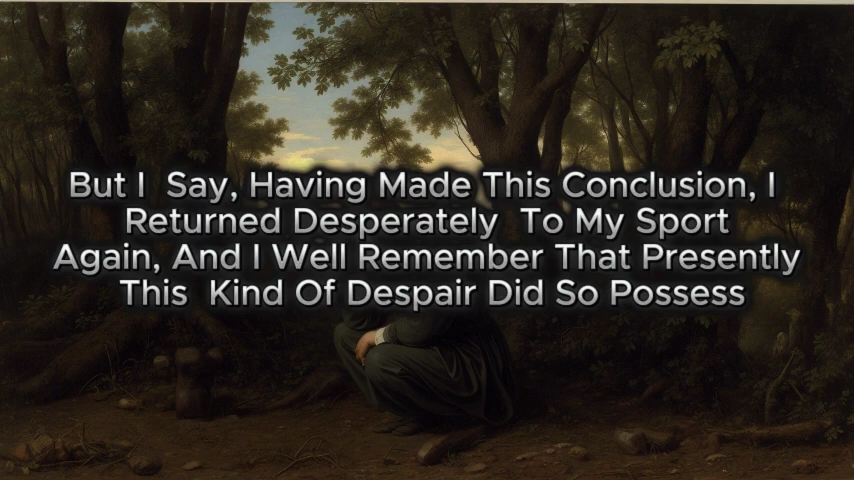 But I  Say, Having Made This Conclusion, I
Returned Desperately  To My Sport
Again, And I Well Remember That Presently
This  Kind Of Despair Did So Possess